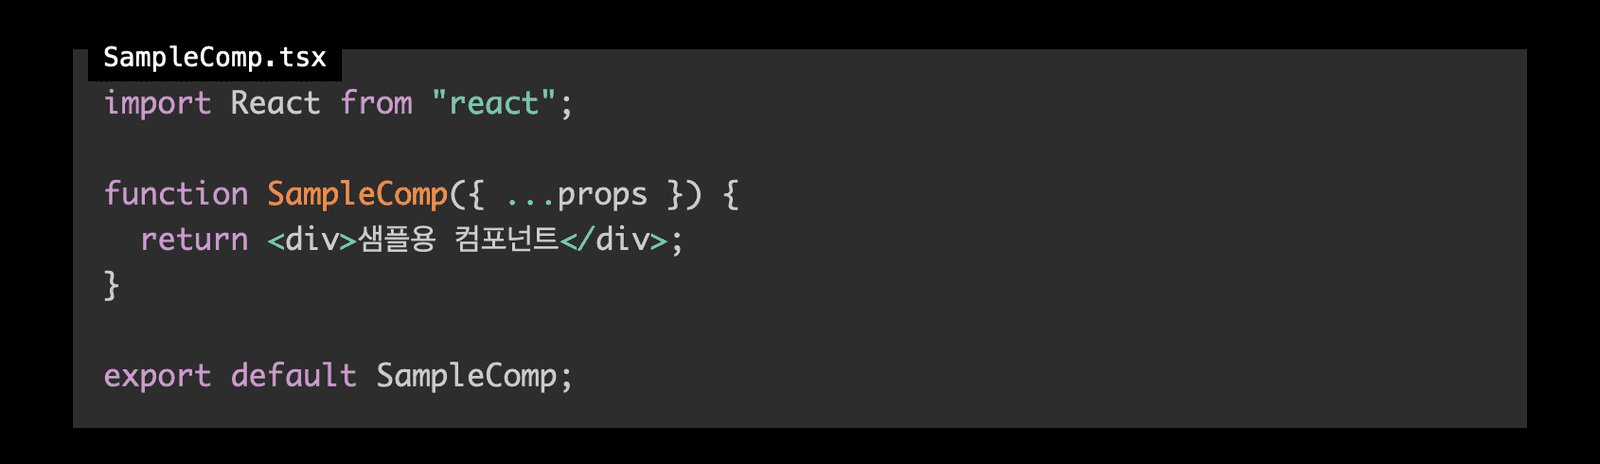 SampleComp.tsx
import React from "react";
function SampleComp({ ...props }) {
  return <div>샘플용 컴포넌트</div>;
}
export default SampleComp;